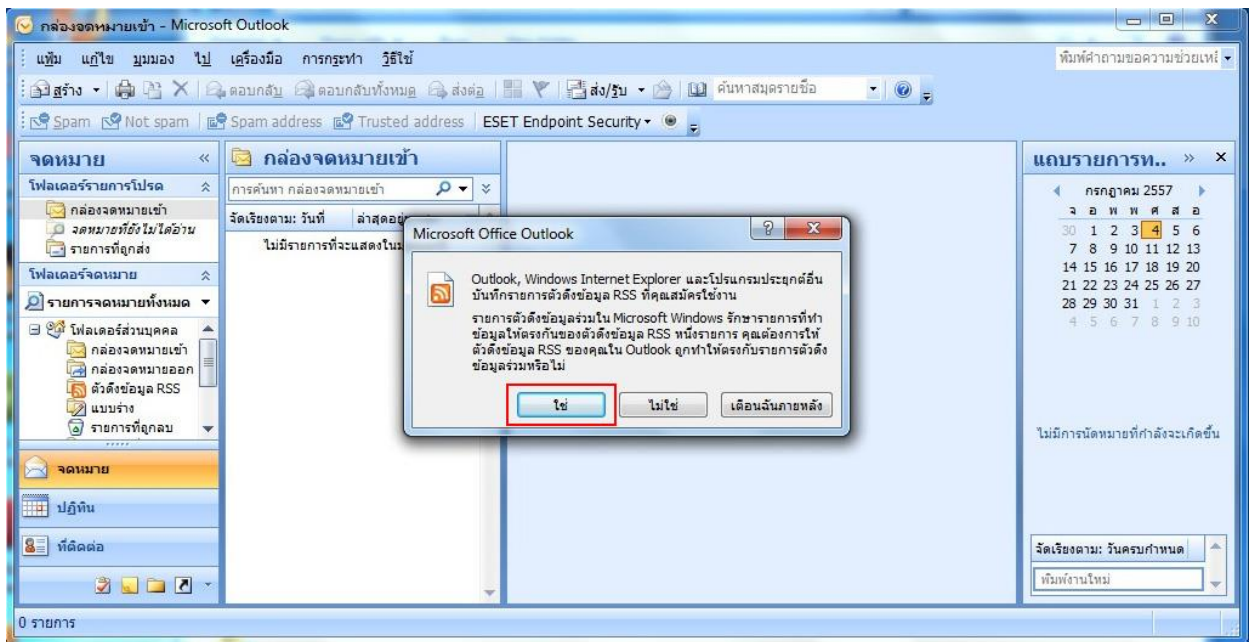 กล่องจดหมายเข้า - Microsoft Outlook
แฟ้ม แก้ไข มุมมอง ไป เครื่องมือ การกระทำ วิธีใช้
พิมพ์คำถามขอความช่วยเหลื
สร้าง ตอบกลับ ตอบกลับทั้งหมด ส่งต่อ ส่ง/รับ ค้นหาสมุดรายชื่อ
Spam Not spam Spam address Trusted address ESET Endpoint Security
จดหมาย
โฟลเดอร์รายการโปรด
กล่องจดหมายเข้า
จดหมายที่ยังไม่ได้อ่าน
รายการที่ถูกส่ง
โฟลเดอร์จดหมาย
รายการจดหมายทั้งหมด
โฟลเดอร์ส่วนบุคคล
กล่องจดหมายเข้า
กล่องจดหมายออก
ตัวดึงข้อมูล RSS
แบบร่าง
รายการที่ถูกลบ
จดหมาย
ปฏิทิน
ที่ติดต่อ
กล่องจดหมายเข้า
การค้นหา กล่องจดหมายเข้า
จัดเรียงตาม: วันที่ ล่าสุดอยู่
ไม่มีรายการที่จะแสดงในม
Microsoft Office Outlook
Outlook, Windows Internet Explorer และโปรแกรมประยุกต์อื่น
บันทึกรายการตัวดึงข้อมูล RSS ที่คุณสมัครใช้งาน
รายการตัวดึงข้อมูลร่วมใน Microsoft Windows รักษารายการที่ทำ
ข้อมูลให้ตรงกันของตัวดึงข้อมูล RSS หนึ่งรายการ คุณต้องการให้
ตัวดึงข้อมูล RSS ของคุณใน Outlook ถูกทำให้ตรงกับรายการตัวดึง
ข้อมูลร่วมหรือไม่
ใช่ ไม่ใช่ เตือนฉันภายหลัง
แถบรายการท..
กรกฎาคม 2557
จ อ พ พ ศ ส อ
30 1 2 3 4 5 6
7 8 9 10 11 12 13
14 15 16 17 18 19 20
21 22 23 24 25 26 27
28 29 30 31 1 2 3
4 5 6 7 8 9 10
ไม่มีการนัดหมายที่กำลังจะเกิดขึ้น
จัดเรียงตาม: วันครบกำหนด
พิมพ์งานใหม่
0 รายการ